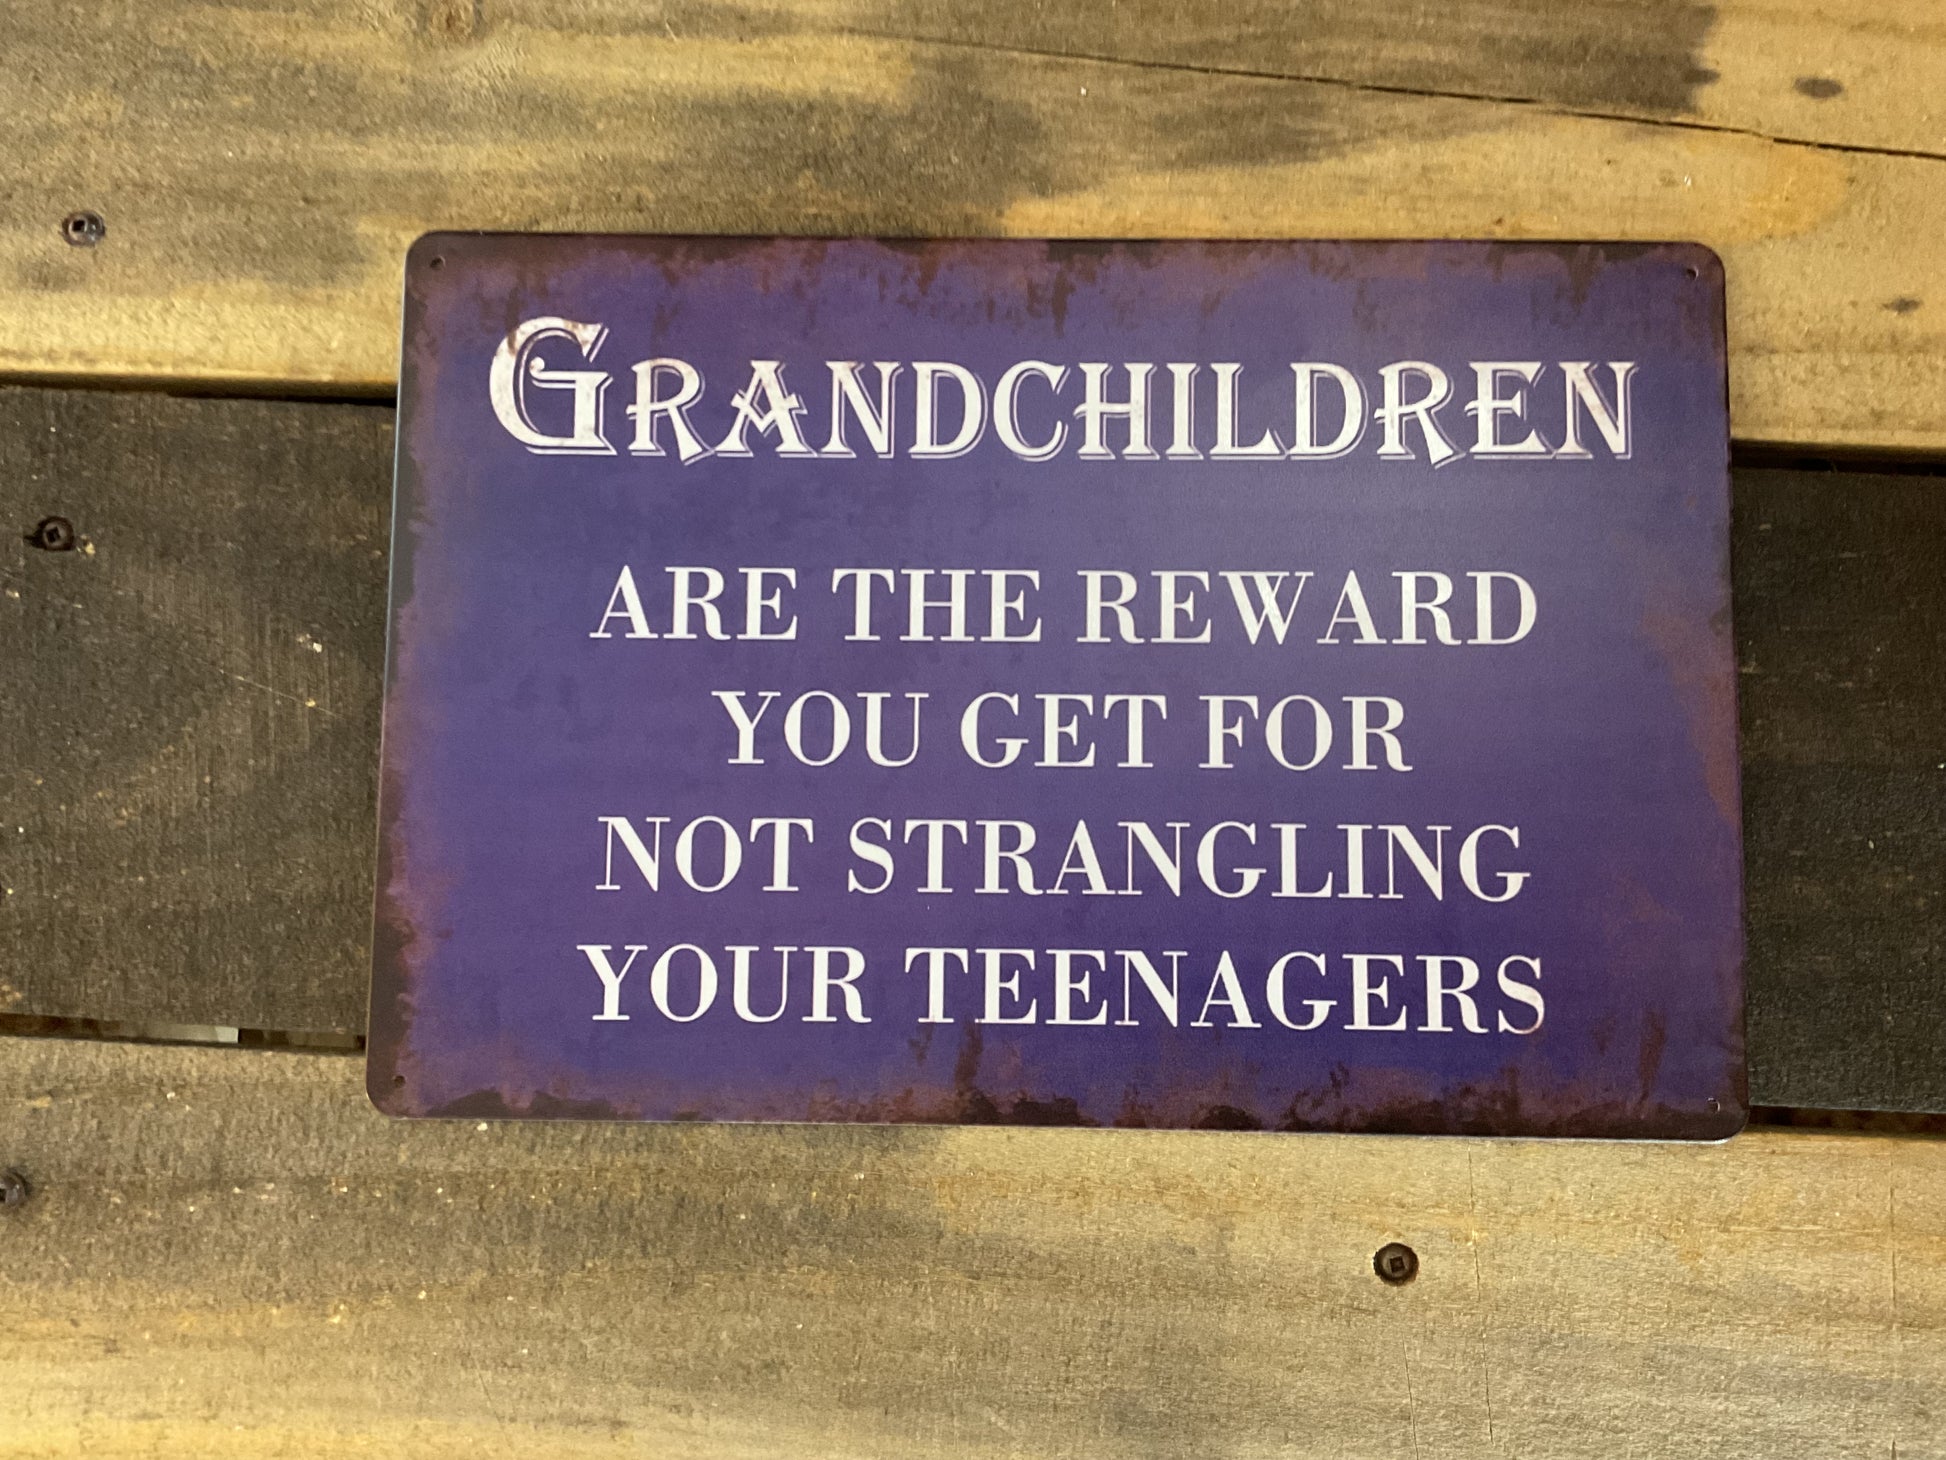 GRANDCHILDREN
ARE THE REWARD
YOU GET FOR
NOT STRANGLING
YOUR TEENAGERS